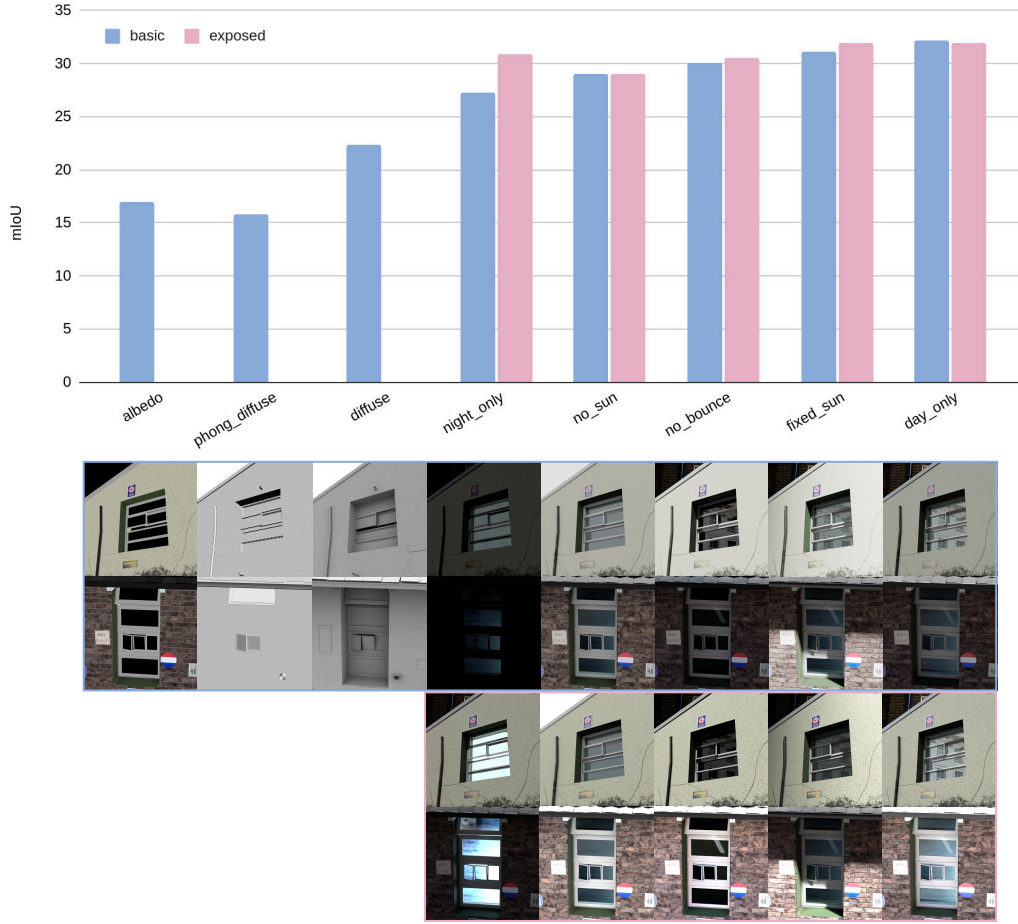 35
basic
exposed
30
25
20
15
10
5
0
mIoU
albedo
phong_diffuse
diffuse
night_only
no_sun
no_bounce
fixed_sun
day_only